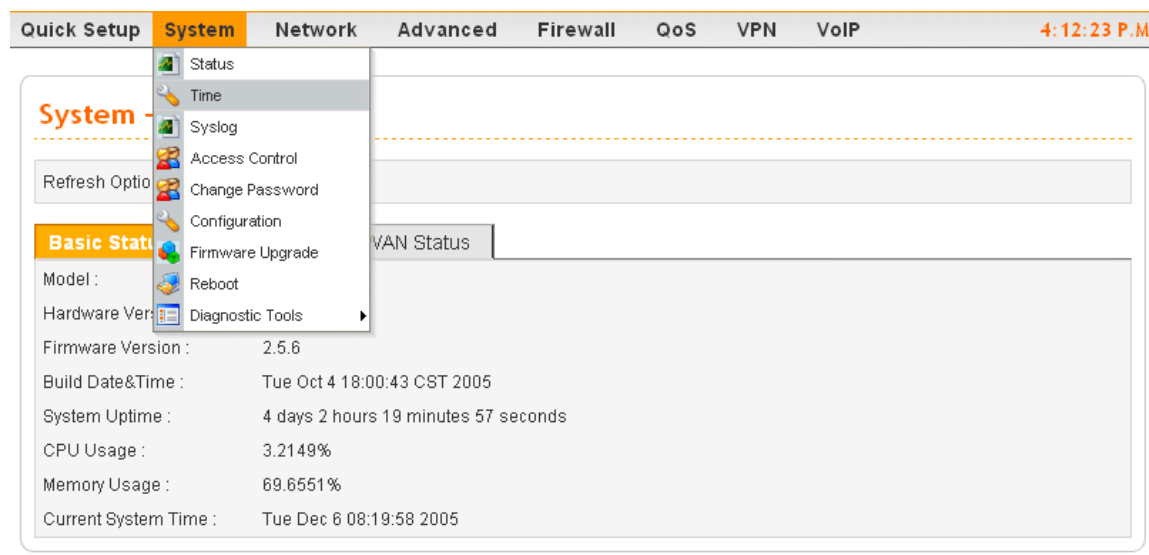 Quick Setup System Network Advanced Firewall QoS VPN VoIP 4:12:23 P.M
Status
Time
System -
Syslog
Access Control
Refresh Optio
Change Password
Configuration
Basic Statu WAN Status
Firmware Upgrade
Model :
Reboot
Hardware Vers
Diagnostic Tools
Firmware Version : 2.5.6
Build Date&Time : Tue Oct 4 18:00:43 CST 2005
System Uptime : 4 days 2 hours 19 minutes 57 seconds
CPU Usage : 3.2149%
Memory Usage : 69.6551%
Current System Time : Tue Dec 6 08:19:58 2005